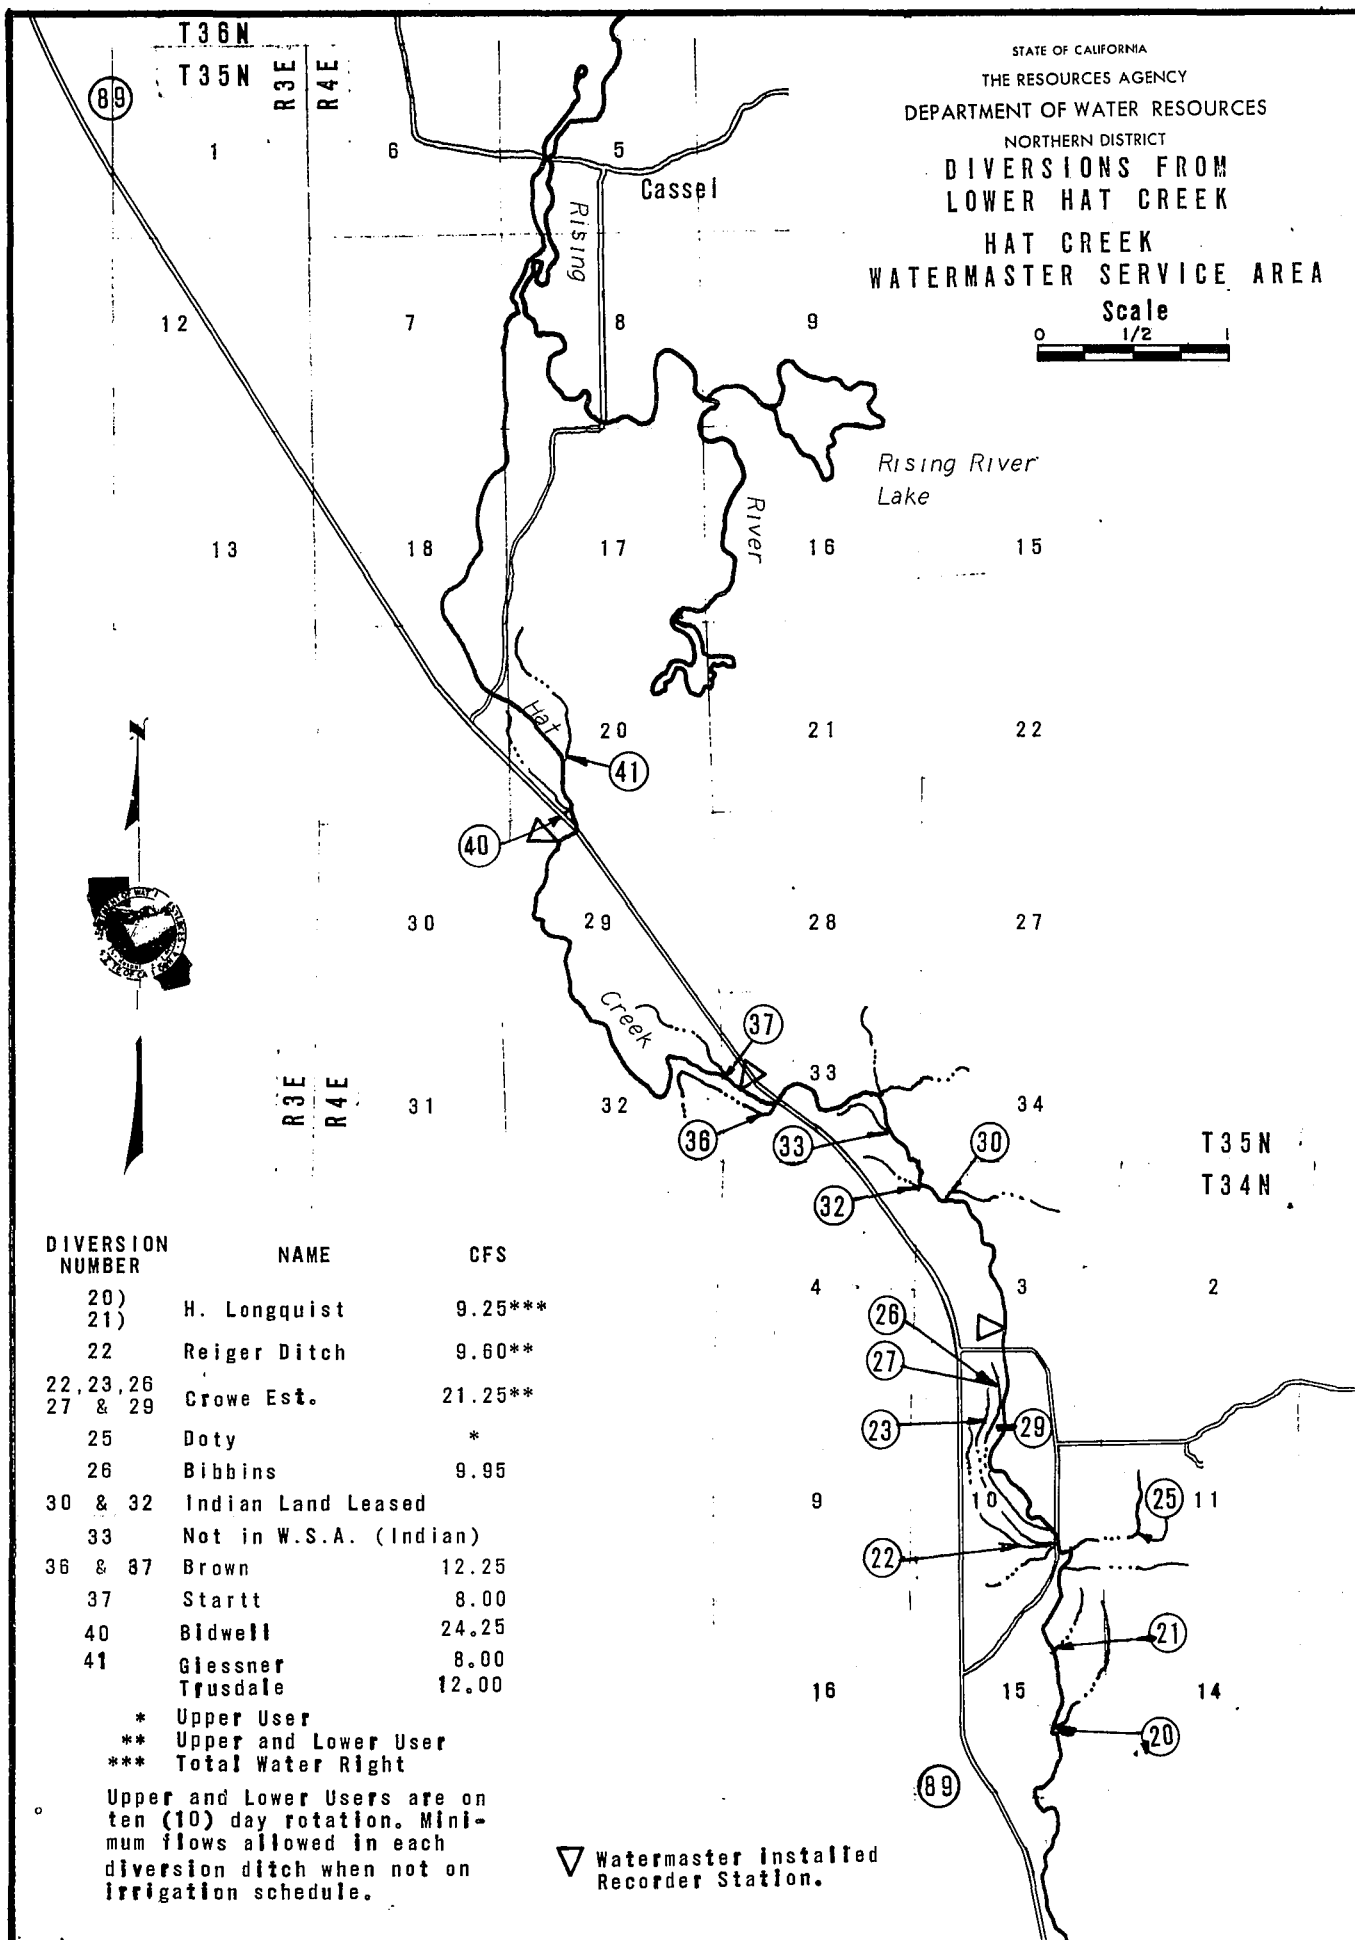 STATE OF CALIFORNIA
THE RESOURCES AGENCY
DEPARTMENT OF WATER RESOURCES
NORTHERN DISTRICT
DIVERSIONS FROM
LOWER HAT CREEK
HAT CREEK
WATERMASTER SERVICE AREA
Scale
0 1/2 1
T36N
T35N
R3E R4E
89
1 6 5
Cassel
Rising
12 7 8 9
Rising River
Lake
River
13 18 17 16 15
Hat
20 21 22
41
40
30 29 28 27
N
Creek
37
33
R3E R4E
31 32 34
36 33 30
T35N
T34N
32
4 3 2
26
27
23 29
9 10 25 11
22
21
16 15 14
20
89
DIVERSION NUMBER NAME CFS
20)
21) H. Longquist 9.25***
22 Reiger Ditch 9.60**
22,23,26
27 & 29 Crowe Est. 21.25**
25 Doty *
26 Bibbins 9.95
30 & 32 Indian Land Leased
33 Not in W.S.A. (Indian)
36 & 37 Brown 12.25
37 Startt 8.00
40 Bidwell 24.25
41 Giessner 8.00
Trusdale 12.00
* Upper User
** Upper and Lower User
*** Total Water Right
Upper and Lower Users are on
ten (10) day rotation. Mini-
mum flows allowed in each
diversion ditch when not on
irrigation schedule.
Watermaster installed
Recorder Station.